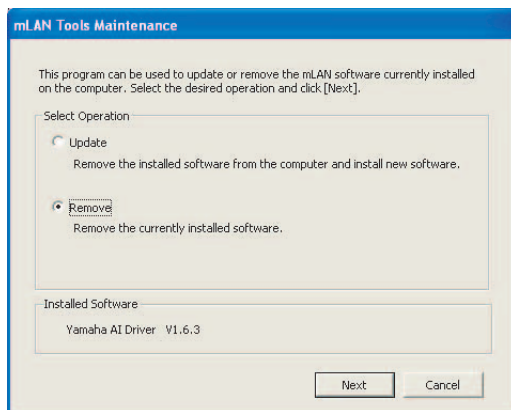 mLAN Tools Maintenance
This program can be used to update or remove the mLAN software currently installed
on the computer. Select the desired operation and click [Next].
Select Operation
Update
Remove the installed software from the computer and install new software.
Remove
Remove the currently installed software.
Installed Software
Yamaha AI Driver V1.6.3
Next
Cancel